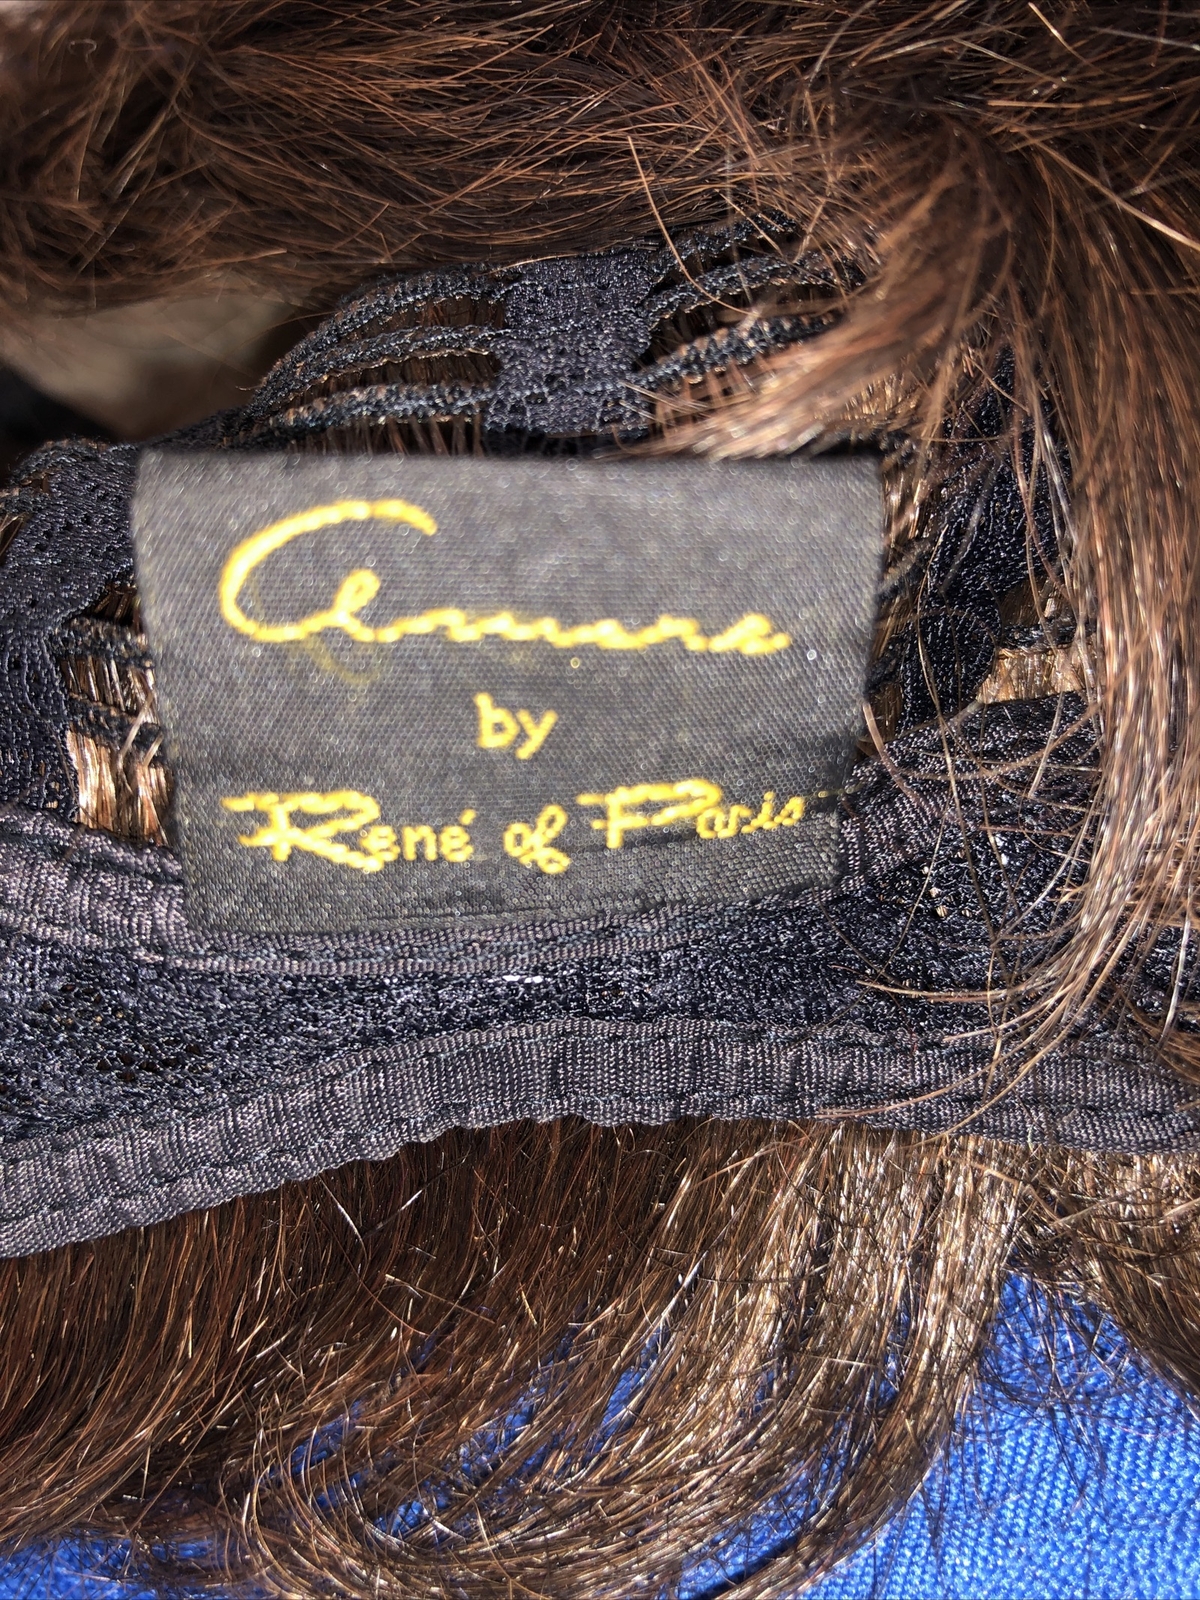 Amore
by
René of Paris